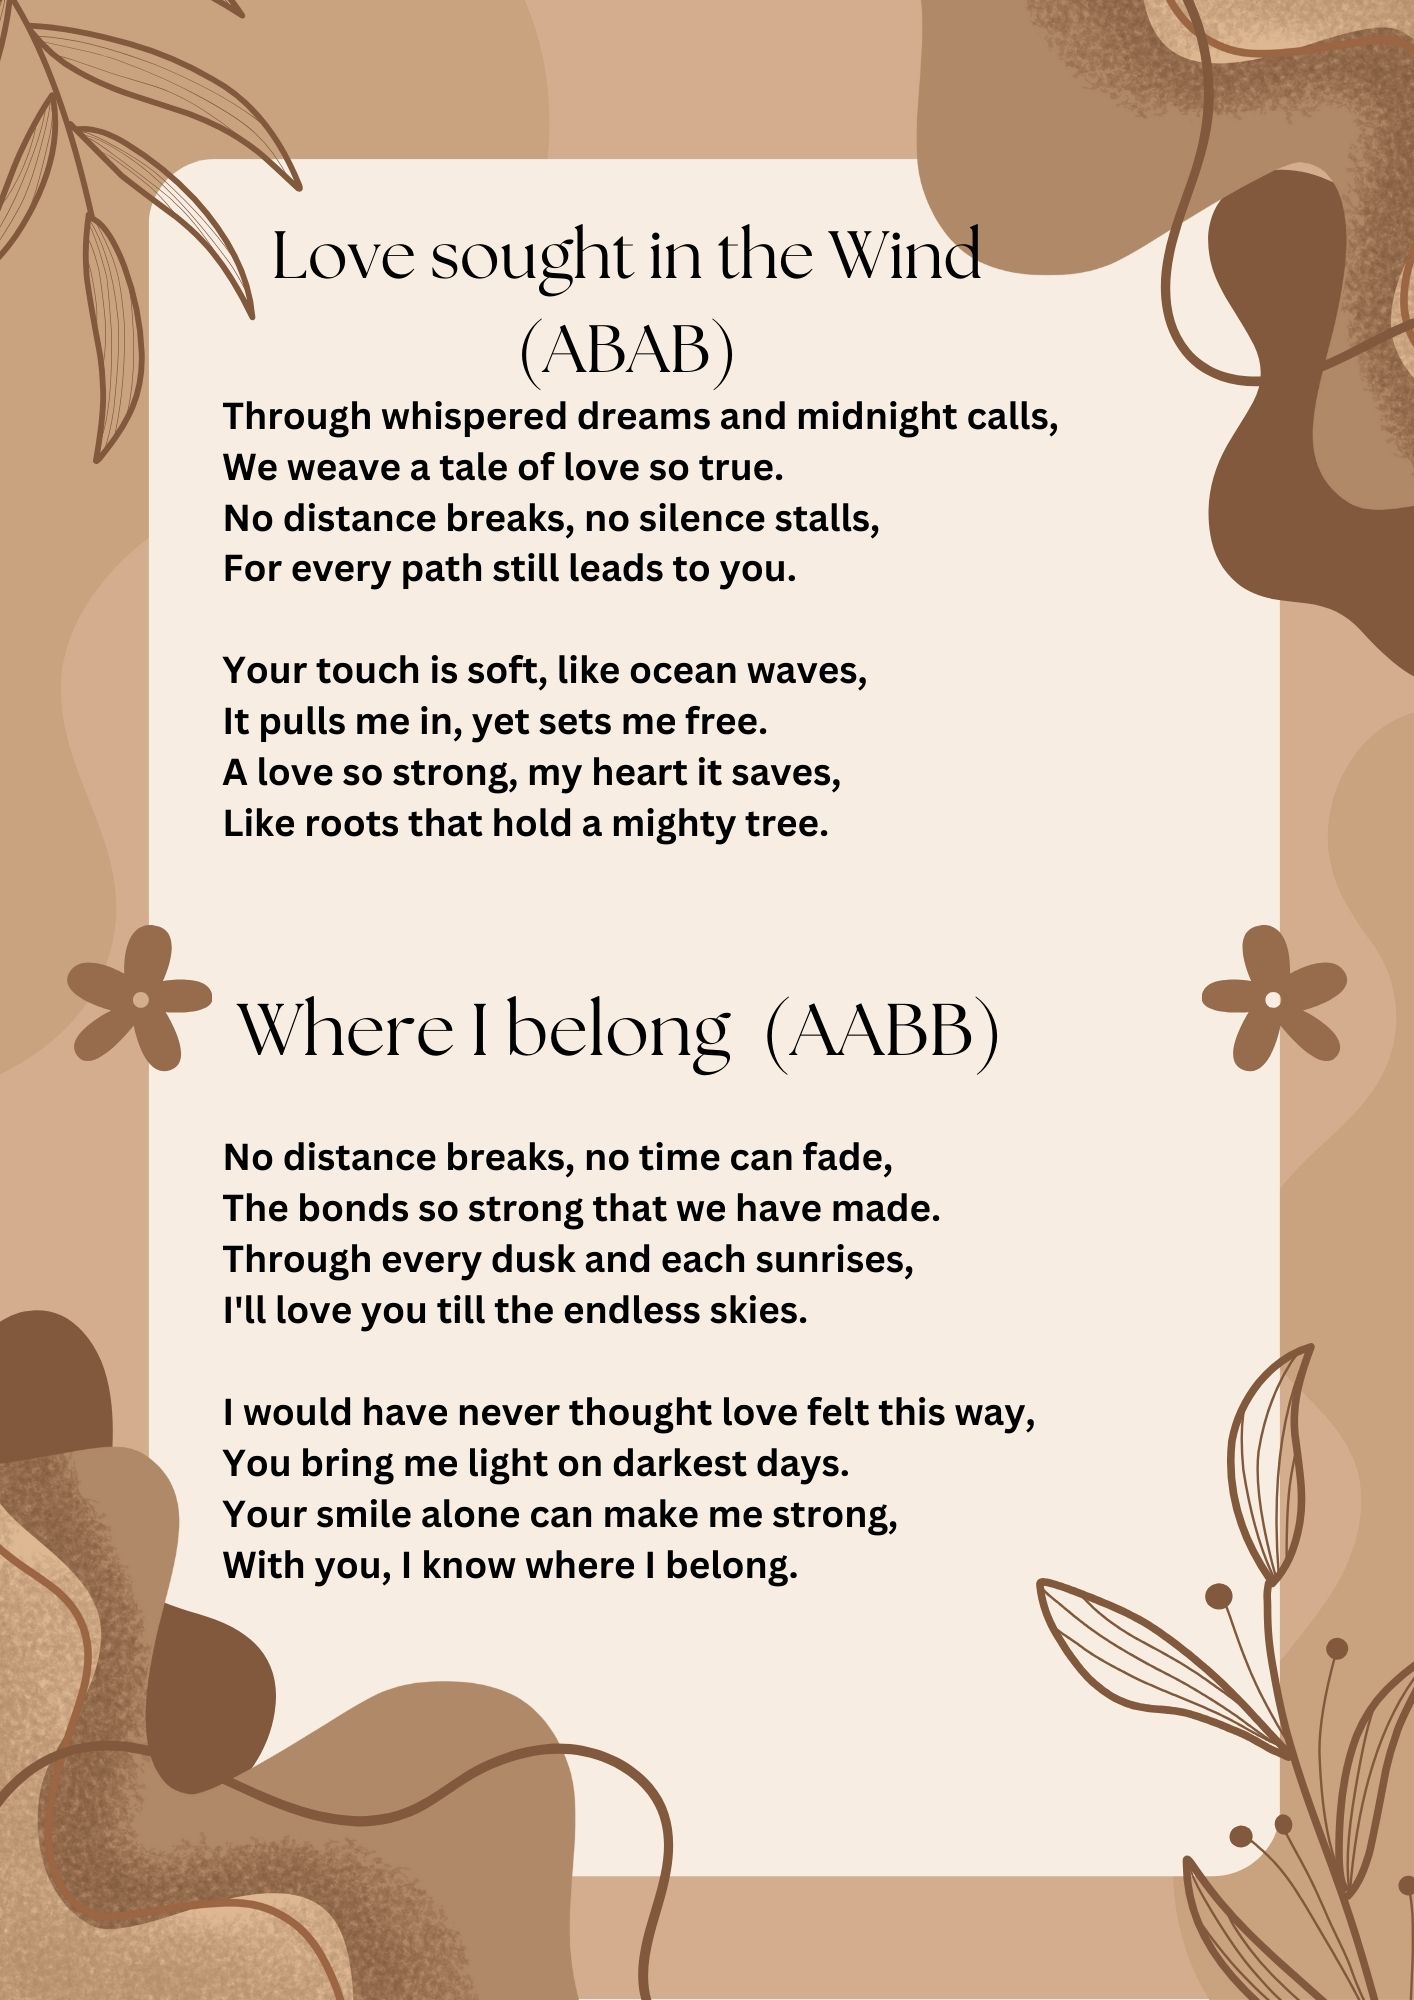 Love sought in the Wind
(ABAB)
Through whispered dreams and midnight calls,
We weave a tale of love so true.
No distance breaks, no silence stalls,
For every path still leads to you.
Your touch is soft, like ocean waves,
It pulls me in, yet sets me free.
A love so strong, my heart it saves,
Like roots that hold a mighty tree.
Where I belong (AABB)
No distance breaks, no time can fade,
The bonds so strong that we have made.
Through every dusk and each sunrises,
I'll love you till the endless skies.
I would have never thought love felt this way,
You bring me light on darkest days.
Your smile alone can make me strong,
With you, I know where I belong.